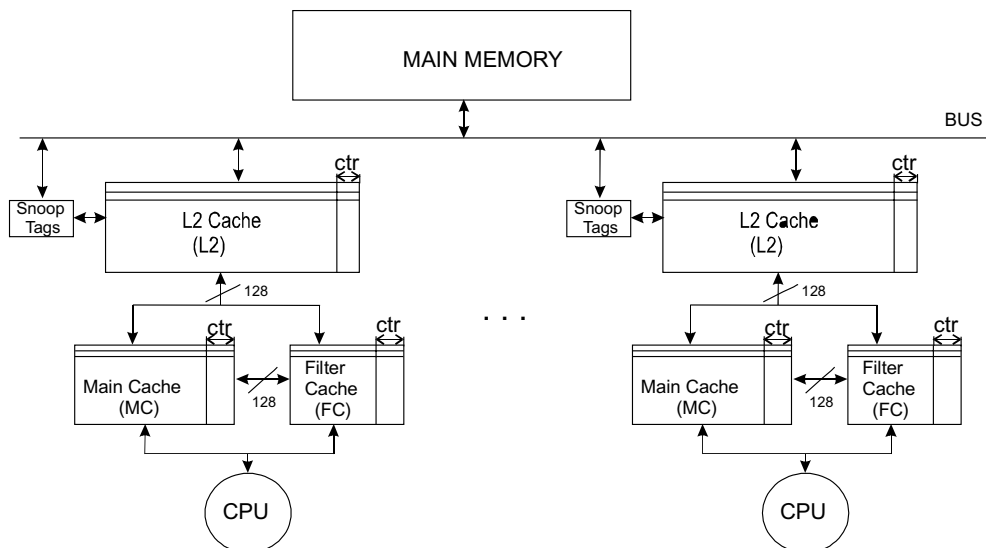 MAIN MEMORY
BUS
ctr
ctr
Snoop
Tags
L2 Cache
(L2)
Snoop
Tags
L2 Cache
(L2)
128
128
ctr
ctr
. . .
ctr
ctr
Main Cache
(MC)
128
Filter
Cache
(FC)
Main Cache
(MC)
128
Filter
Cache
(FC)
CPU
CPU